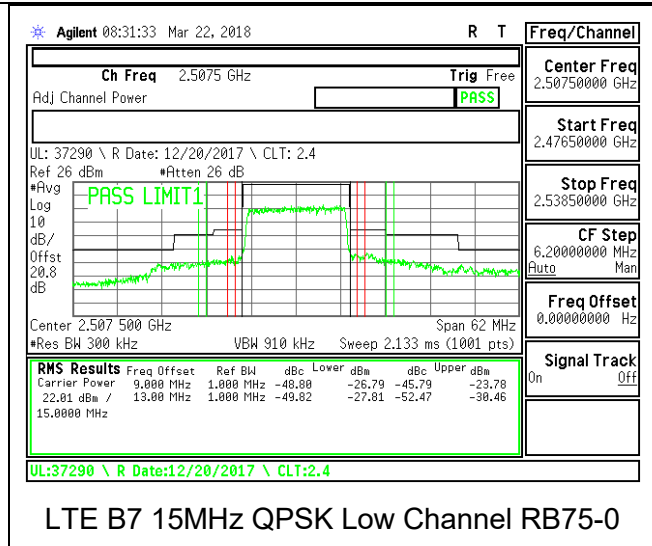 Agilent 08:31:33 Mar 22, 2018 R T
Freq/Channel
Ch Freq 2.5075 GHz Trig Free
Adj Channel Power PASS
Center Freq
2.50750000 GHz
Start Freq
2.47650000 GHz
Stop Freq
2.53850000 GHz
CF Step
6.20000000 MHz
Auto Man
Freq Offset
0.00000000 Hz
Signal Track
On Off
UL: 37290 \ R Date: 12/20/2017 \ CLT: 2.4
Ref 26 dBm #Atten 26 dB
#Avg
Log
10
dB/
Offst
20.8
dB
PASS LIMIT1
Center 2.507 500 GHz Span 62 MHz
#Res BW 300 kHz VBW 910 kHz Sweep 2.133 ms (1001 pts)
RMS Results Freq Offset Ref BW dBc Lower dBm dBc Upper dBm
Carrier Power 9.000 MHz 1.000 MHz -48.80 -26.79 -45.79 -23.78
22.01 dBm / 13.00 MHz 1.000 MHz -49.82 -27.81 -52.47 -30.46
15.0000 MHz
UL:37290 \ R Date:12/20/2017 \ CLT:2.4
LTE B7 15MHz QPSK Low Channel RB75-0